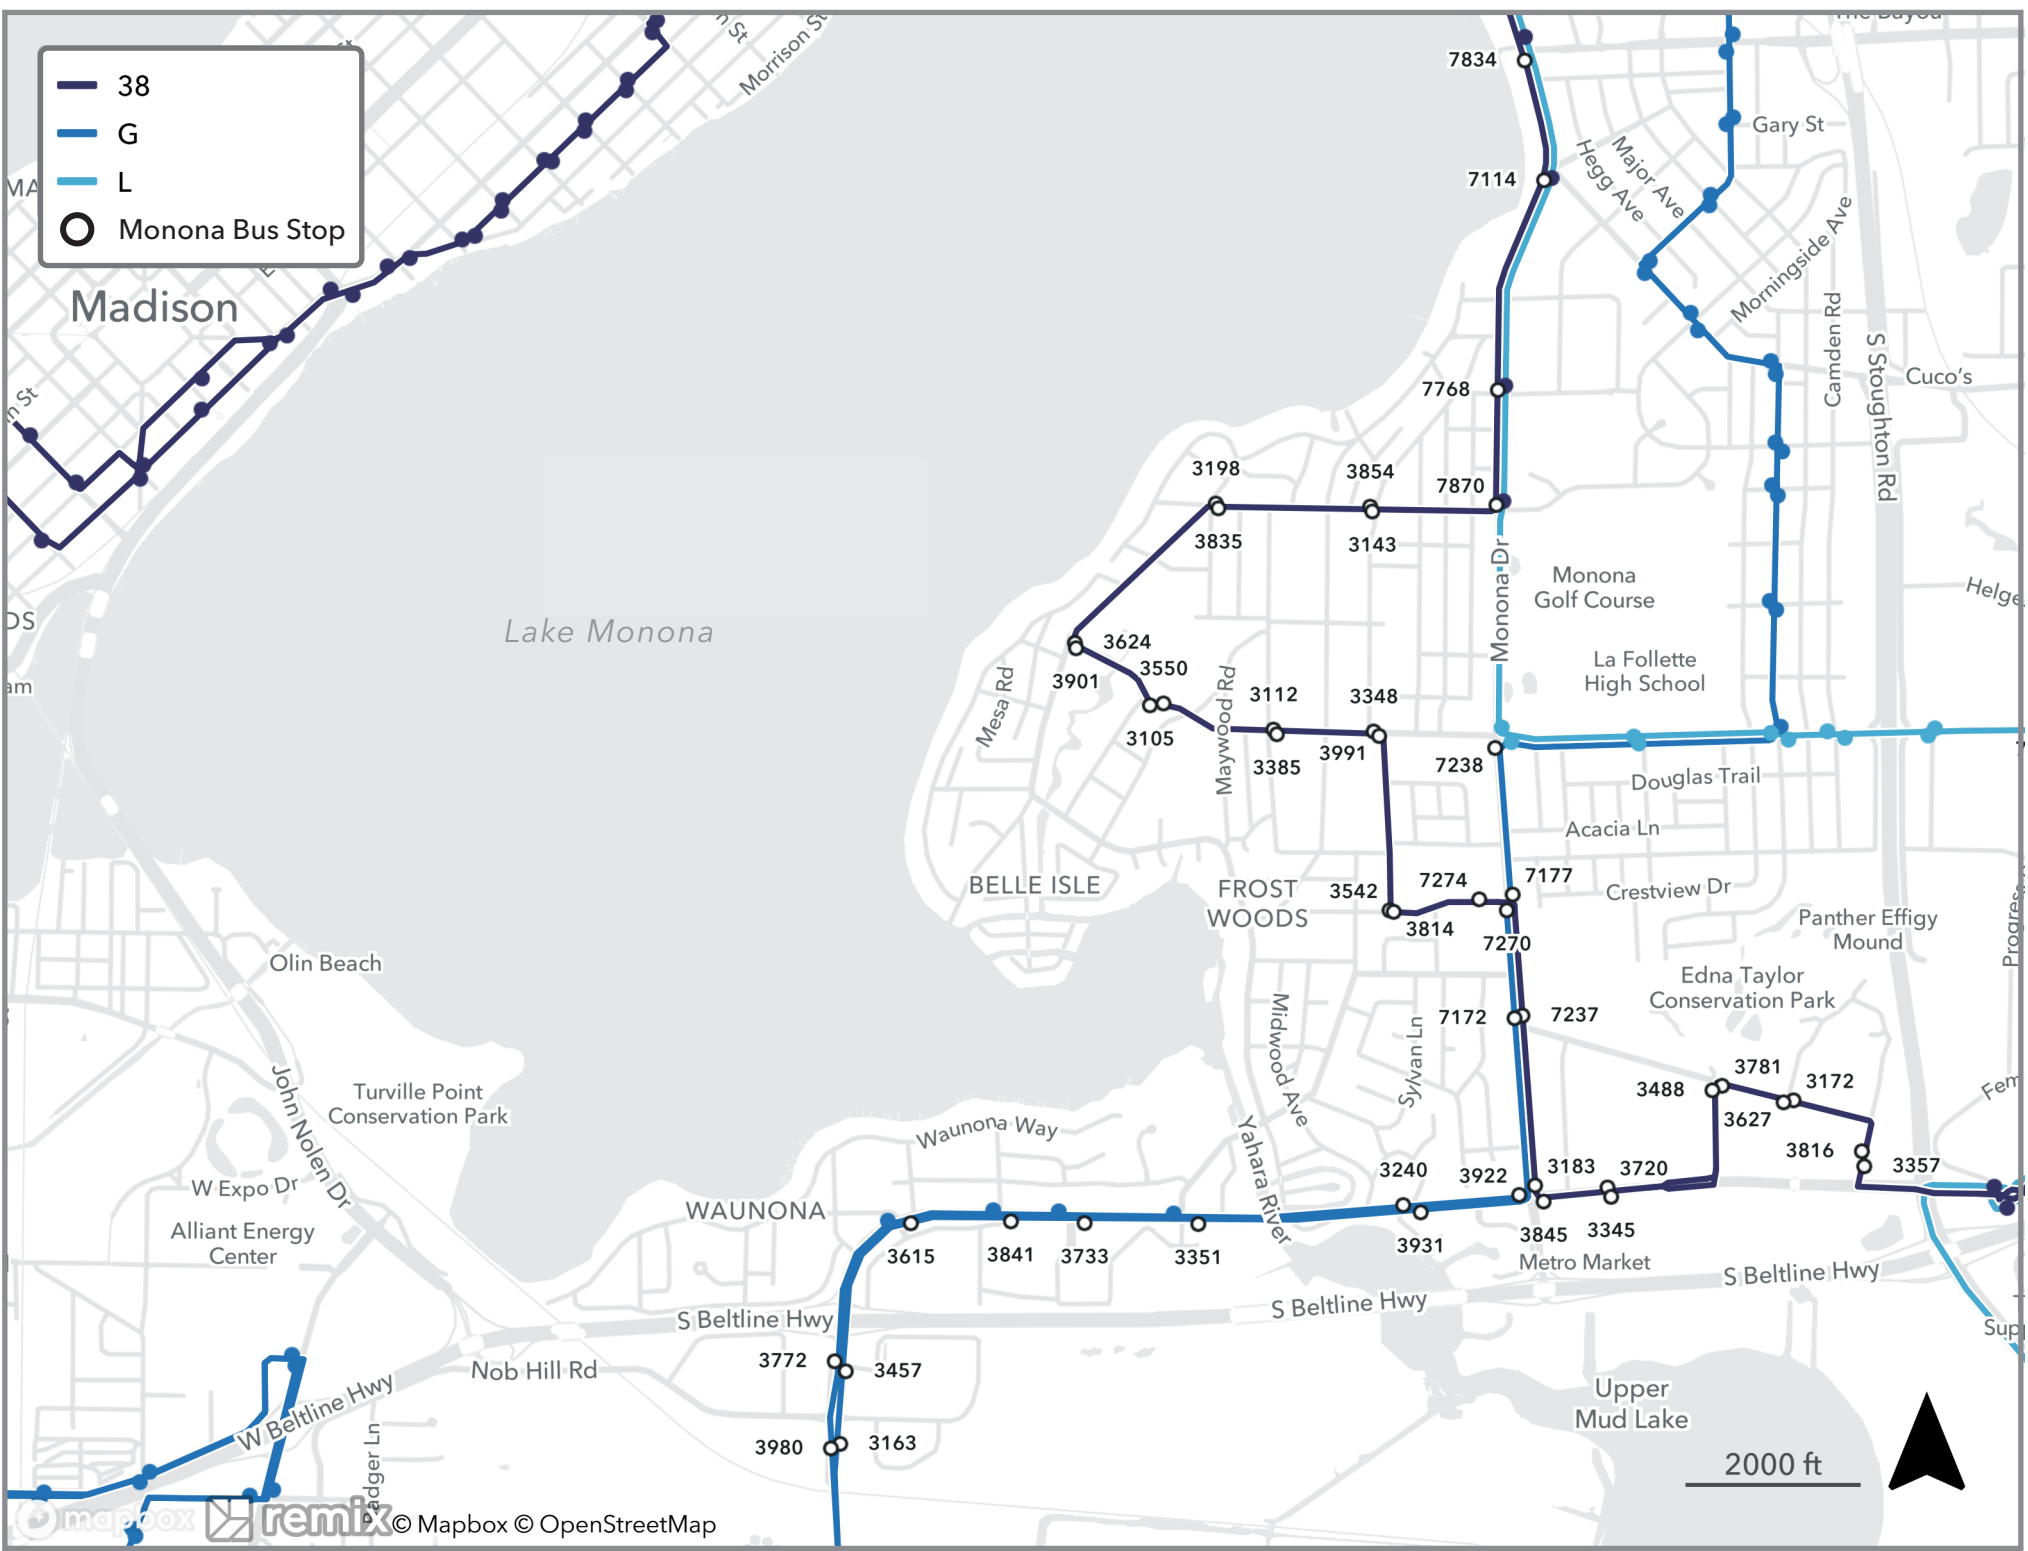 38
G
L
Monona Bus Stop
Madison
Morrison St
The Bayou
7834
Gary St
7114
Major Ave
Hegg Ave
Morningside Ave
Camden Rd
S Stoughton Rd
Cuco's
7768
3198
3854
7870
3835
3143
Monona Dr
Monona
Golf Course
Lake Monona
La Follette
High School
3624
3550
3901
3105
Mesa Rd
Maywood Rd
3112
3348
3385
3991
7238
Douglas Trail
Acacia Ln
BELLE ISLE
FROST
WOODS
3542
7274
7177
3814
7270
Crestview Dr
Panther Effigy
Mound
Edna Taylor
Conservation Park
Olin Beach
7172
7237
Midwood Ave
Sylvan Ln
3781
3172
3488
3627
3816
3357
Turville Point
Conservation Park
John Nolen Dr
Waunona Way
Yahara River
W Expo Dr
Alliant Energy
Center
WAUNONA
3240
3922
3183
3720
3615
3841
3733
3351
3931
3845
3345
Metro Market
S Beltline Hwy
S Beltline Hwy
S Beltline Hwy
3772
3457
Nob Hill Rd
W Beltline Hwy
3980
3163
Upper
Mud Lake
2000 ft
mapbox
remix
© Mapbox © OpenStreetMap